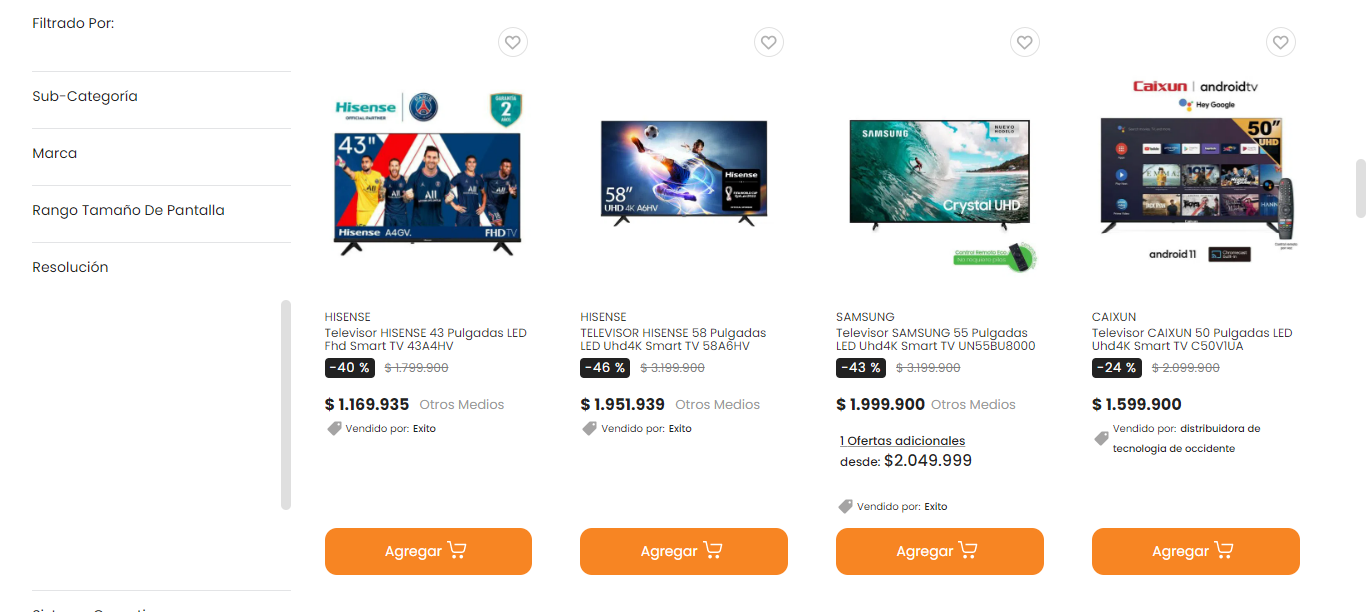 Filtrado Por:
Sub-Categoría
Marca
Rango Tamaño De Pantalla
Resolución
Hisense
OFFICIAL PARTNER
GARANTÍA
2
AÑOS
43"
Hisense A4GV.
FHDTV
HISENSE
Televisor HISENSE 43 Pulgadas LED
Fhd Smart TV 43A4HV
-40 %
$ 1.799.900
$ 1.169.935 Otros Medios
Vendido por: Exito
Agregar
58"
UHD 4K A6HV
Hisense
HISENSE
TELEVISOR HISENSE 58 Pulgadas
LED Uhd4K Smart TV 58A6HV
-46 %
$ 3.199.900
$ 1.951.939 Otros Medios
Vendido por: Exito
Agregar
SAMSUNG
NUEVO
MODELO
Crystal UHD
Control Remoto Eco
No requiere pilas
SAMSUNG
Televisor SAMSUNG 55 Pulgadas
LED Uhd4K Smart TV UN55BU8000
-43 %
$ 3.199.900
$ 1.999.900 Otros Medios
1 Ofertas adicionales
desde: $2.049.999
Vendido por: Exito
Agregar
Caixun androidtv
Hey Google
50"
UHD
android 11
Chromecast
built-in
CAIXUN
Televisor CAIXUN 50 Pulgadas LED
Uhd4K Smart TV C50V1UA
-24 %
$ 2.099.900
$ 1.599.900
Vendido por: distribuidora de
tecnologia de occidente
Agregar